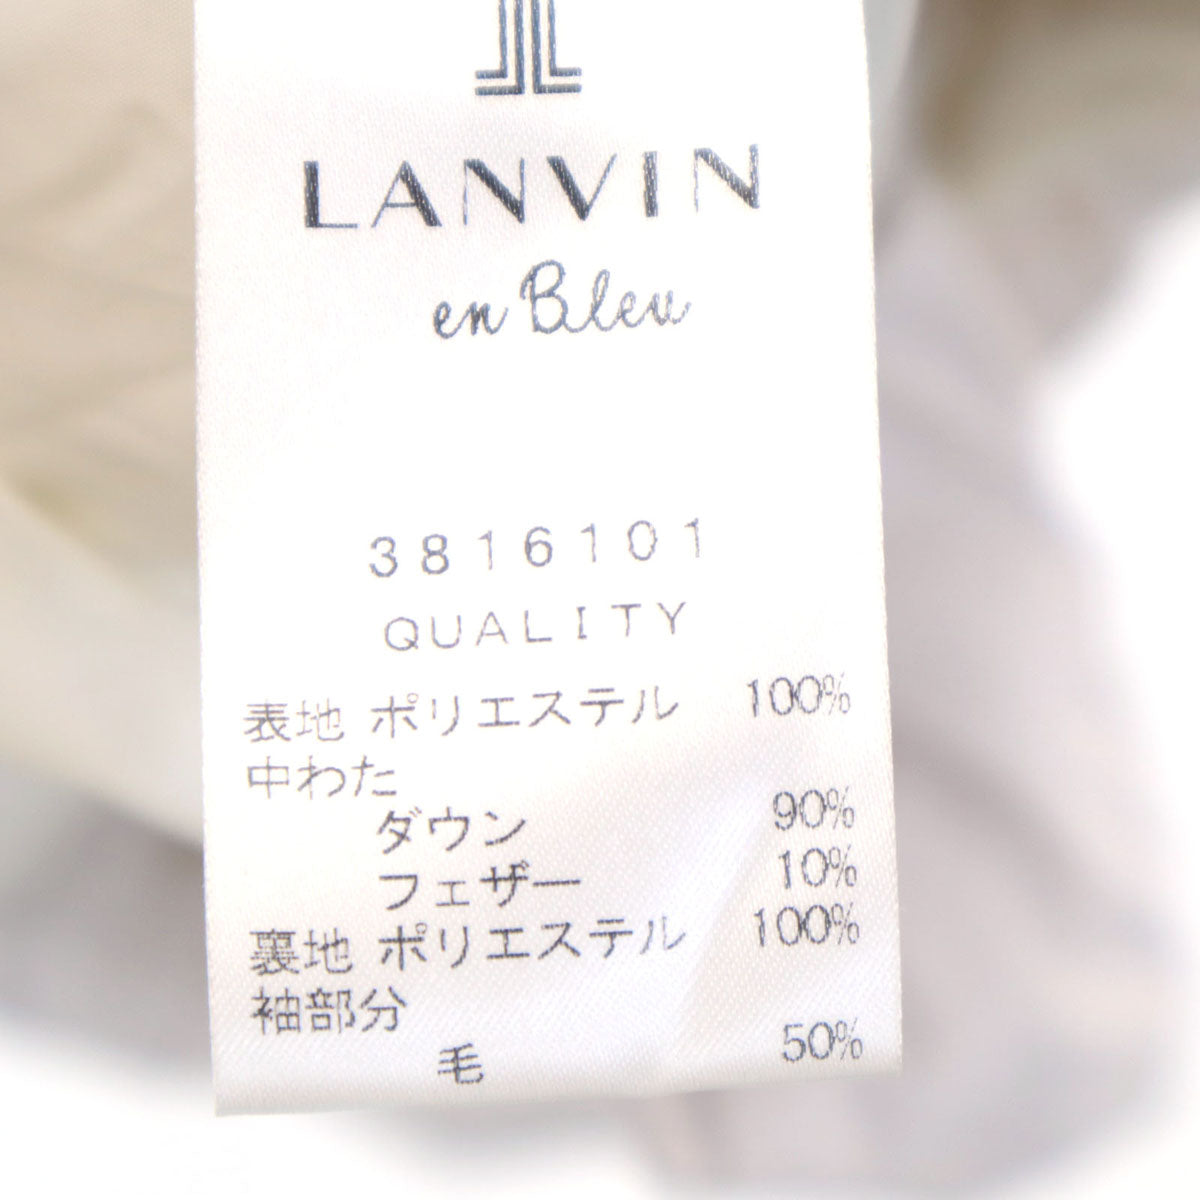 LANVIN
en Bleu
3816101
QUALITY
表地 ポリエステル 100%
中わた
ダウン 90%
フェザー 10%
裏地 ポリエステル 100%
袖部分
毛 50%